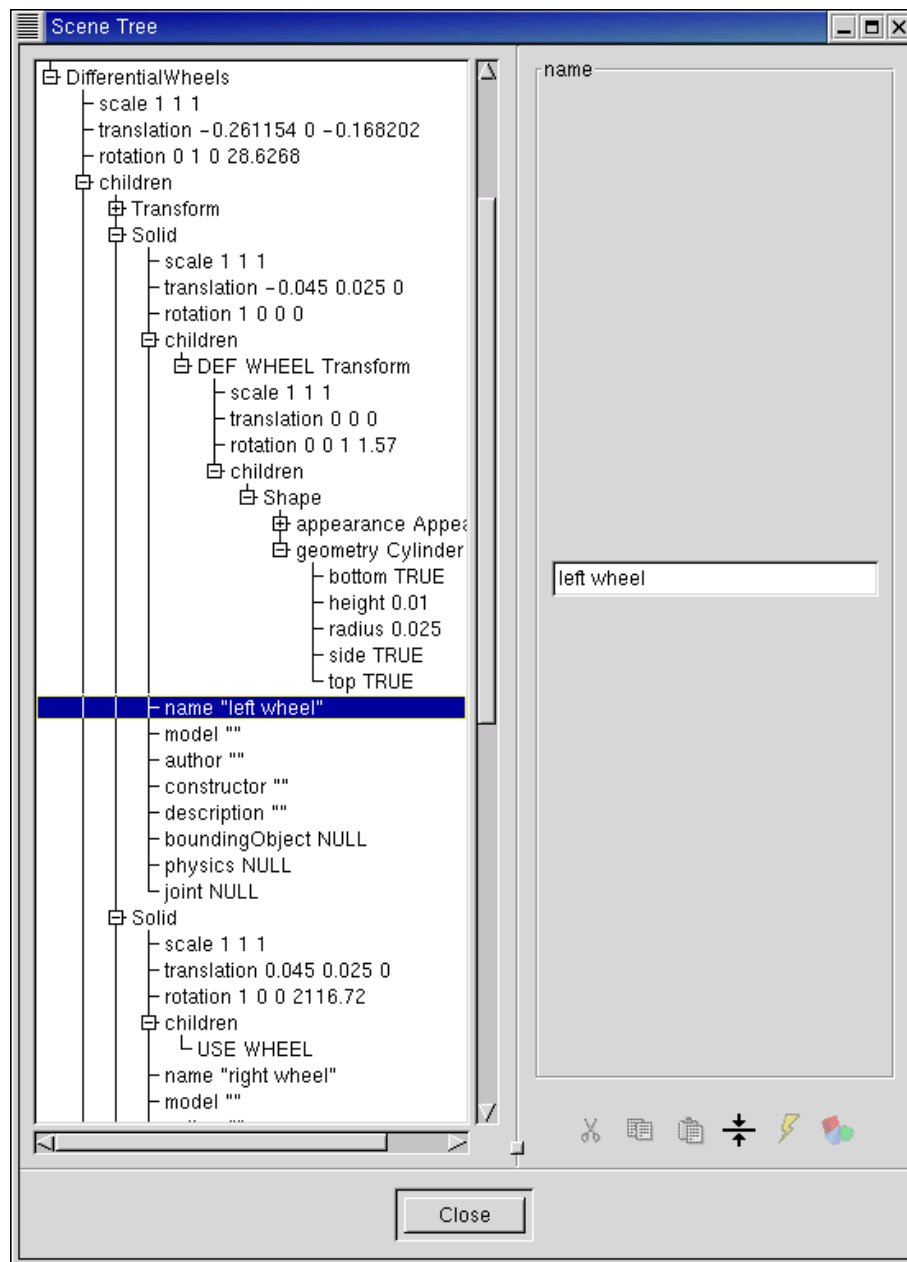 Scene Tree
DifferentialWheels
scale 1 1 1
translation -0.261154 0 -0.168202
rotation 0 1 0 28.6268
children
Transform
Solid
scale 1 1 1
translation -0.045 0.025 0
rotation 1 0 0 0
children
DEF WHEEL Transform
scale 1 1 1
translation 0 0 0
rotation 0 0 1 1.57
children
Shape
appearance Appea
geometry Cylinder
bottom TRUE
height 0.01
radius 0.025
side TRUE
top TRUE
name "left wheel"
model ""
author ""
constructor ""
description ""
boundingObject NULL
physics NULL
joint NULL
Solid
scale 1 1 1
translation 0.045 0.025 0
rotation 1 0 0 2116.72
children
USE WHEEL
name "right wheel"
model ""
name
left wheel
Close